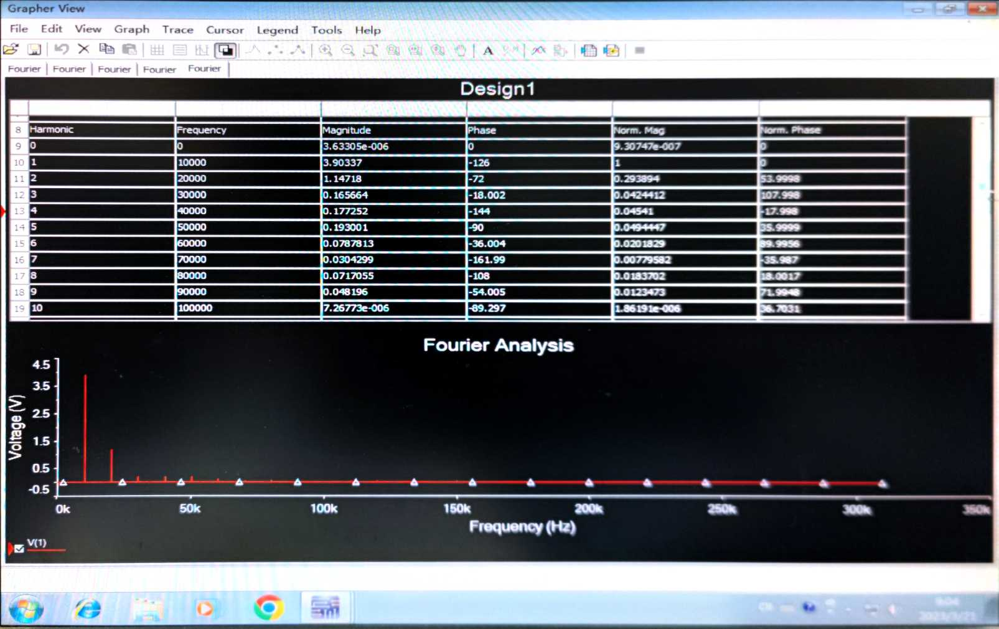 Grapher View
File Edit View Graph Trace Cursor Legend Tools Help
A
Fourier Fourier Fourier Fourier Fourier
Design1
8 Harmonic Frequency Magnitude Phase Norm. Mag Norm. Phase
9 0 0 3.63305e-006 0 9.30747e-007 0
10 1 10000 3.90337 -126 1 0
11 2 20000 1.14718 -72 0.293894 53.9998
12 3 30000 0.165664 -18.002 0.0424412 107.998
13 4 40000 0.177252 -144 0.04541 -17.998
14 5 50000 0.193001 -90 0.0494447 35.9999
15 6 60000 0.0787813 -36.004 0.0201829 89.9956
16 7 70000 0.0304299 -161.99 0.00779582 -35.987
17 8 80000 0.0717055 -108 0.0183702 18.0017
18 9 90000 0.048196 -54.005 0.0123473 71.9948
19 10 100000 7.26773e-006 -89.297 1.86191e-006 36.7031
Fourier Analysis
Voltage (V)
4.5
3.5
2.5
1.5
0.5
-0.5
0k 50k 100k 150k 200k 250k 300k 350k
Frequency (Hz)
V(1)
9:04
2023/3/21